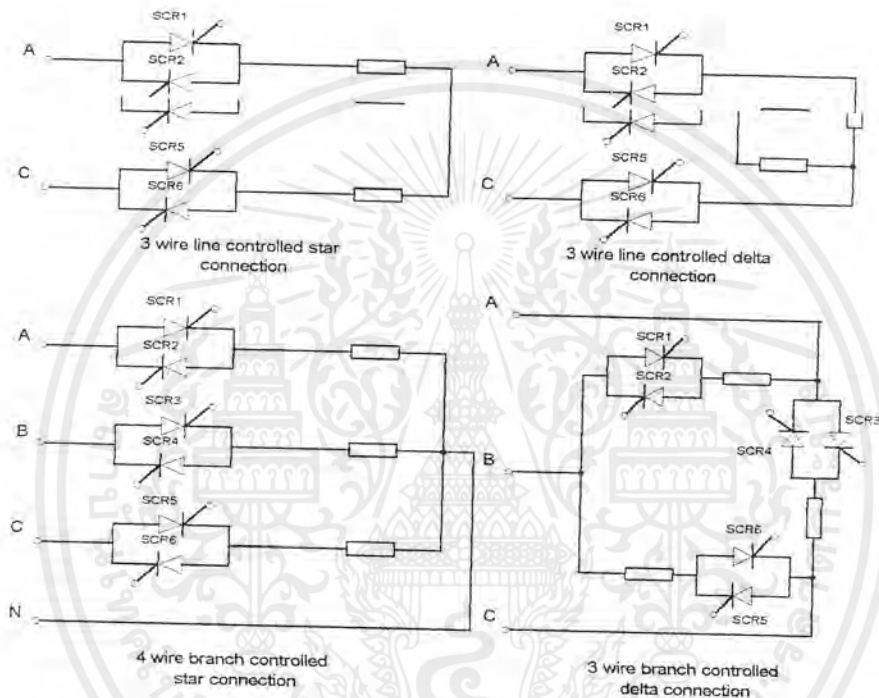 SCR1
A
SCR2
C
SCR5
SCR6
3 wire line controlled star
connection
SCR1
A
SCR2
SCR5
C
SCR6
3 wire line controlled delta
connection
SCR1
A
SCR2
SCR3
B
SCR4
SCR5
C
SCR6
N
4 wire branch controlled
star connection
A
SCR1
SCR2
SCR3
SCR4
B
SCR6
SCR5
C
3 wire branch controlled
delta connection